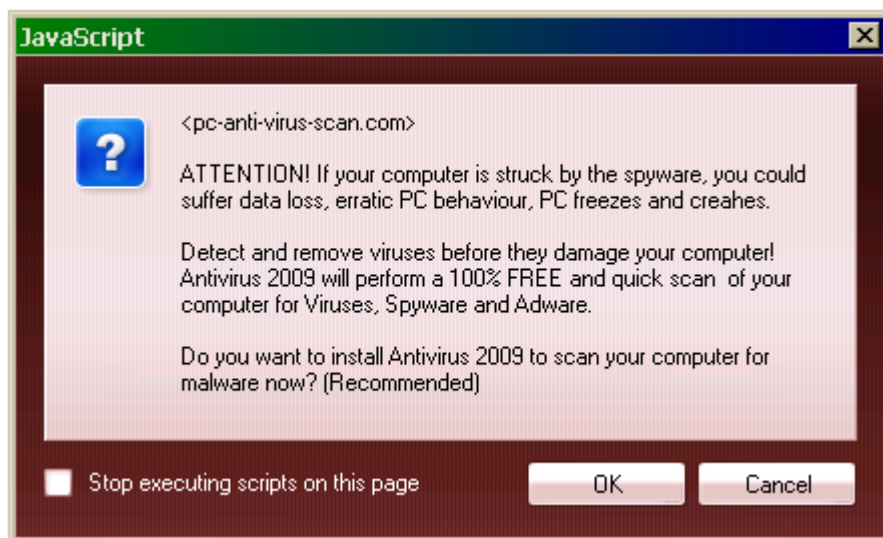 JavaScript
<pc-anti-virus-scan.com>
ATTENTION! If your computer is struck by the spyware, you could
suffer data loss, erratic PC behaviour, PC freezes and creahes.
Detect and remove viruses before they damage your computer!
Antivirus 2009 will perform a 100% FREE and quick scan  of your
computer for Viruses, Spyware and Adware.
Do you want to install Antivirus 2009 to scan your computer for
malware now? (Recommended)
Stop executing scripts on this page
OK
Cancel